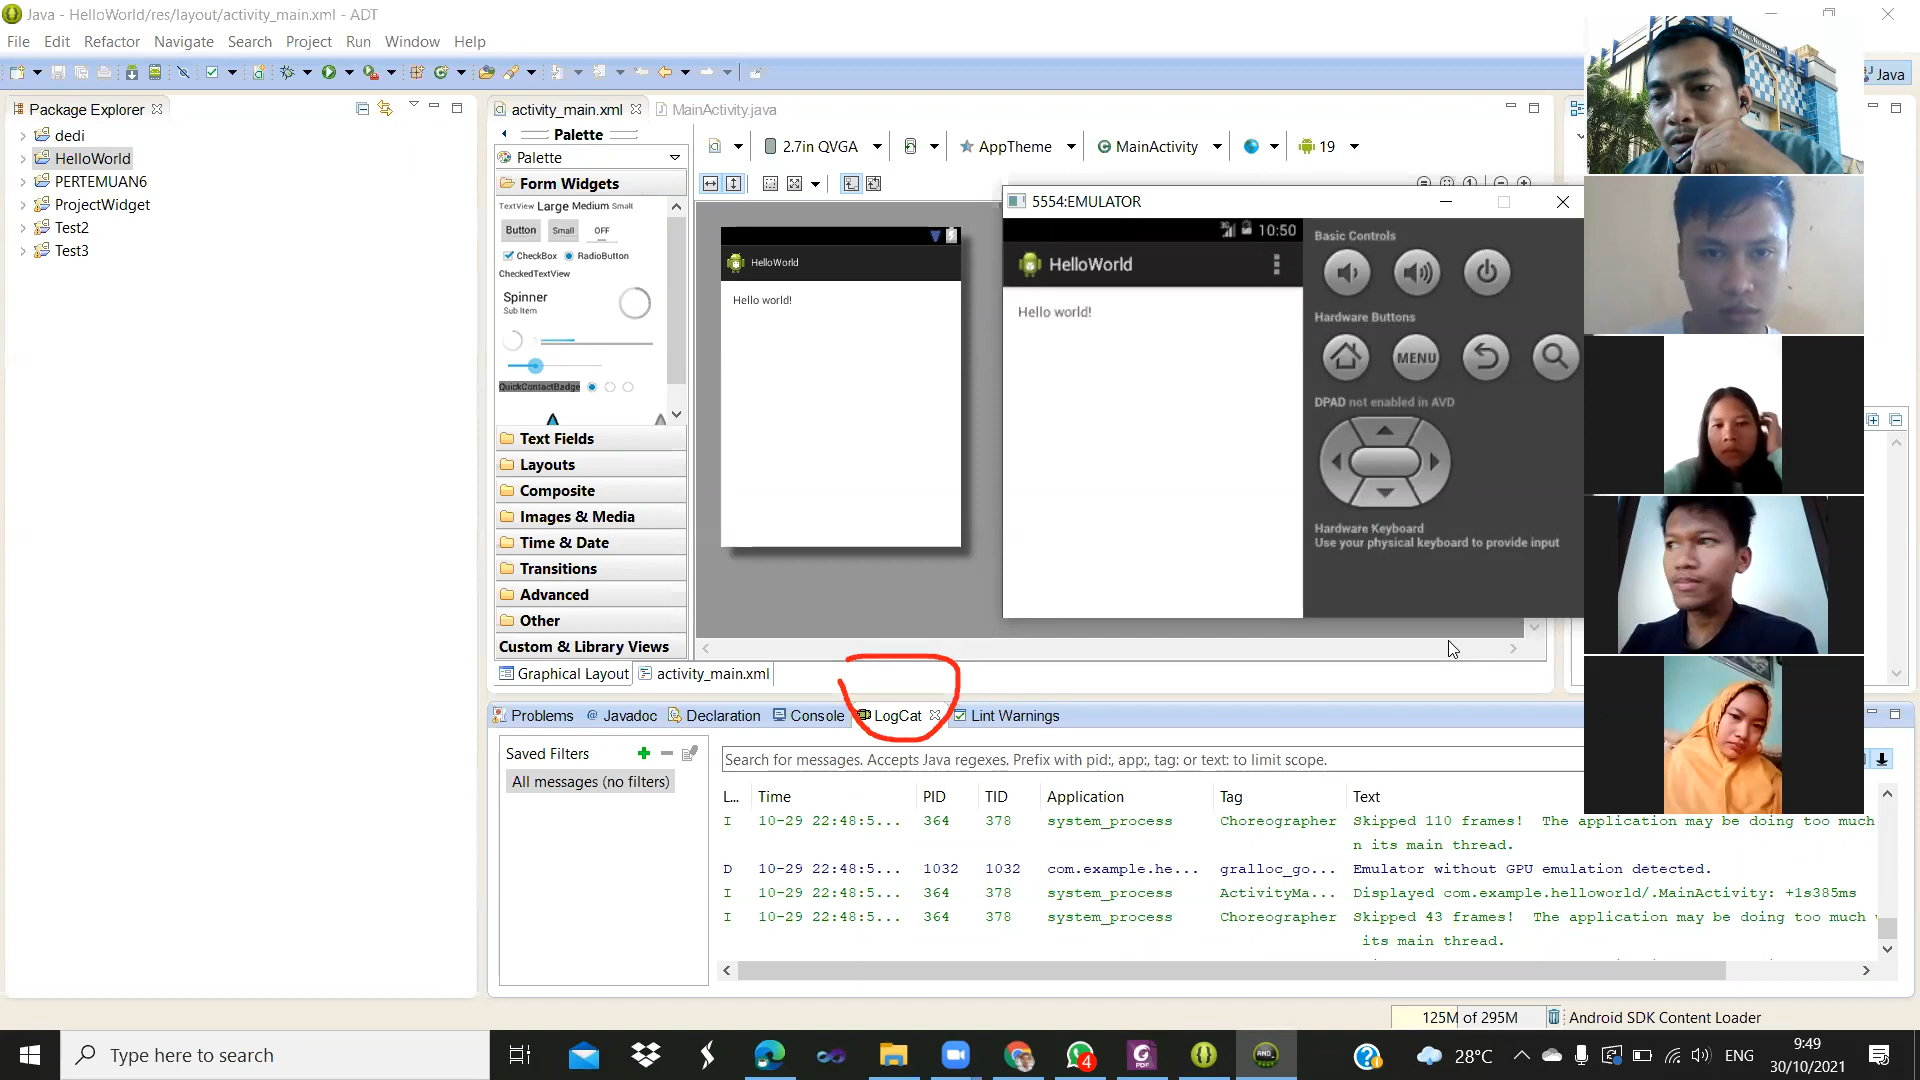 Java - HelloWorld/res/layout/activity_main.xml - ADT
File Edit Refactor Navigate Search Project Run Window Help
Java
Package Explorer
dedi
HelloWorld
PERTEMUAN6
ProjectWidget
Test2
Test3
activity_main.xml
MainActivity.java
Palette
Palette
Form Widgets
TextView Large Medium Small
Button Small OFF
CheckBox RadioButton
CheckedTextView
Spinner
Sub Item
QuickContactBadge
Text Fields
Layouts
Composite
Images & Media
Time & Date
Transitions
Advanced
Other
Custom & Library Views
2.7in QVGA AppTheme MainActivity 19
HelloWorld
Hello world!
5554:EMULATOR
10:50
HelloWorld
Hello world!
Basic Controls
Hardware Buttons
MENU
DPAD not enabled in AVD
Hardware Keyboard
Use your physical keyboard to provide input
Graphical Layout activity_main.xml
Problems Javadoc Declaration Console LogCat Lint Warnings
Saved Filters
All messages (no filters)
Search for messages. Accepts Java regexes. Prefix with pid:, app:, tag: or text: to limit scope.
L... Time PID TID Application Tag Text
I 10-29 22:48:5... 364 378 system_process Choreographer Skipped 110 frames! The application may be doing too much
n its main thread.
D 10-29 22:48:5... 1032 1032 com.example.he... gralloc_go... Emulator without GPU emulation detected.
I 10-29 22:48:5... 364 378 system_process ActivityMa... Displayed com.example.helloworld/.MainActivity: +1s385ms
I 10-29 22:48:5... 364 378 system_process Choreographer Skipped 43 frames! The application may be doing too much
its main thread.
125M of 295M Android SDK Content Loader
Type here to search
4
28°C
ENG
9:49
30/10/2021